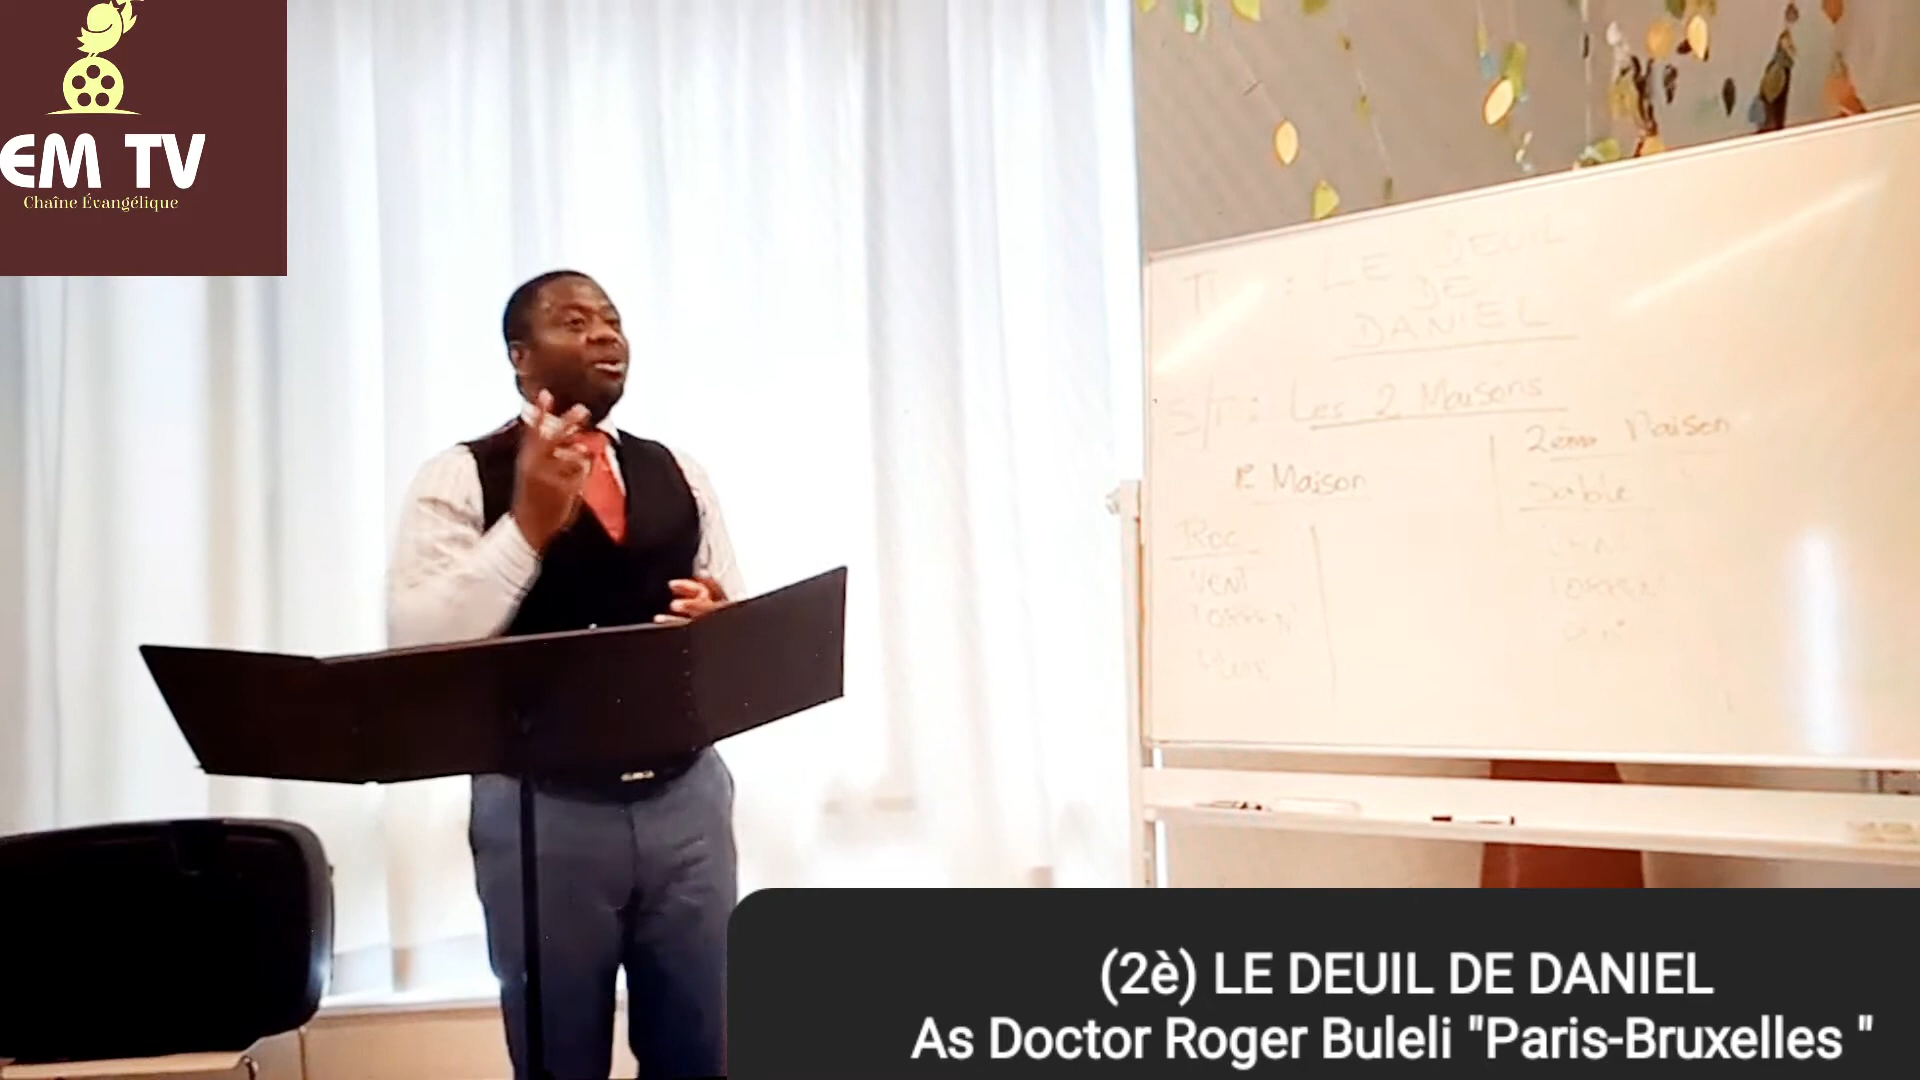 EM TV
Chaîne Évangélique
T : LE DEUIL
DE
DANIEL
S/T : Les 2 Maisons
Maison
2ème Maison
Roc
Sable
VENT
(2è) LE DEUIL DE DANIEL
As Doctor Roger Buleli "Paris-Bruxelles "